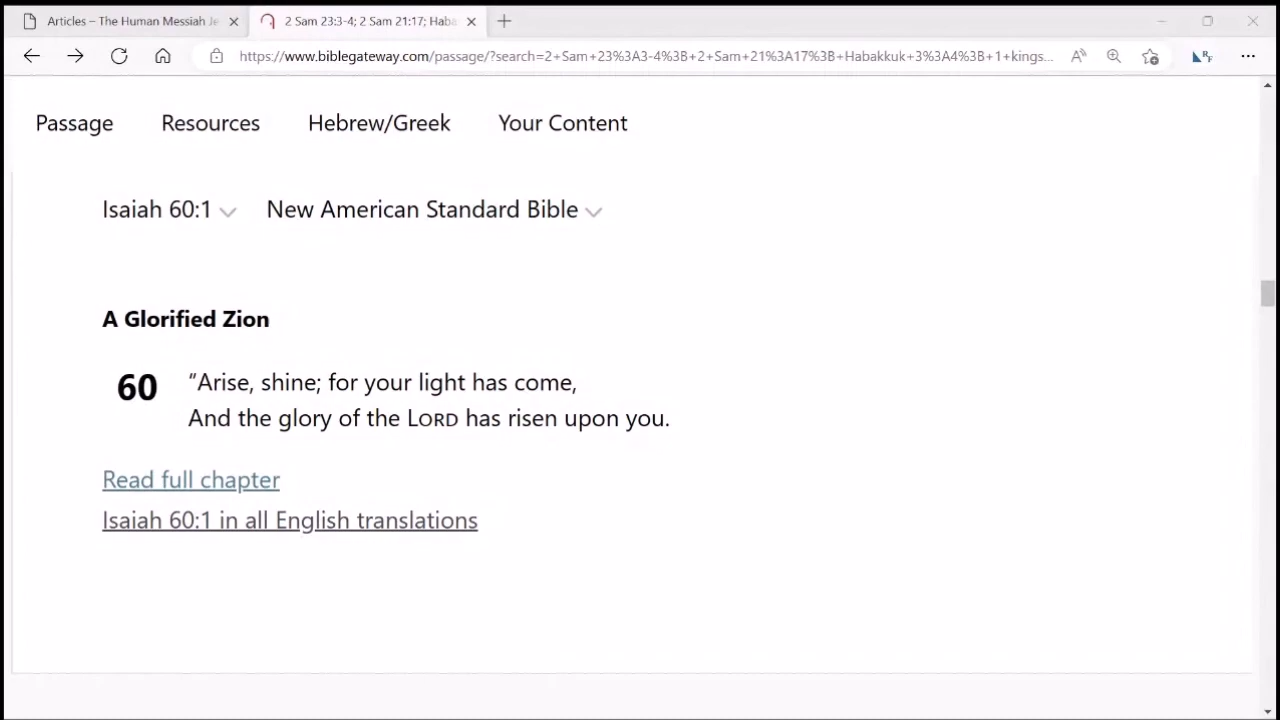 Articles – The Human Messiah Je
2 Sam 23:3-4; 2 Sam 21:17; Haba
https://www.biblegateway.com/passage/?search=2+Sam+23%3A3-4%3B+2+Sam+21%3A17%3B+Habakkuk+3%3A4%3B+1+kings...
Passage Resources Hebrew/Greek Your Content
Isaiah 60:1 New American Standard Bible
A Glorified Zion
60 “Arise, shine; for your light has come,
And the glory of the LORD has risen upon you.
Read full chapter
Isaiah 60:1 in all English translations